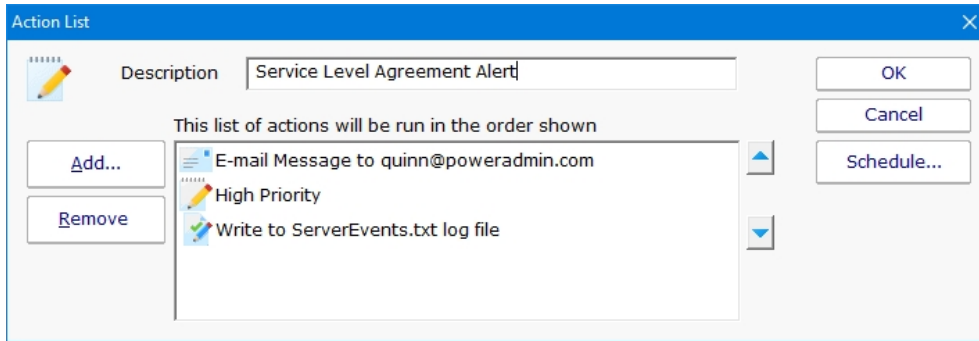 Action List
Description Service Level Agreement Alert OK
This list of actions will be run in the order shown Cancel
Add... E-mail Message to quinn@poweradmin.com Schedule...
High Priority
Remove Write to ServerEvents.txt log file